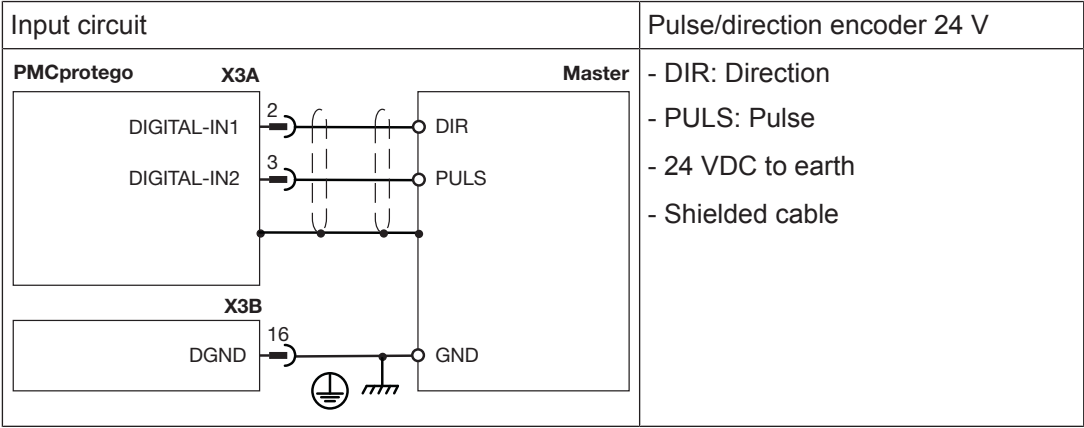 Input circuit
Pulse/direction encoder 24 V
PMCprotego
X3A
Master
DIGITAL-IN1
2
DIR
DIGITAL-IN2
3
PULS
X3B
DGND
16
GND
- DIR: Direction
- PULS: Pulse
- 24 VDC to earth
- Shielded cable